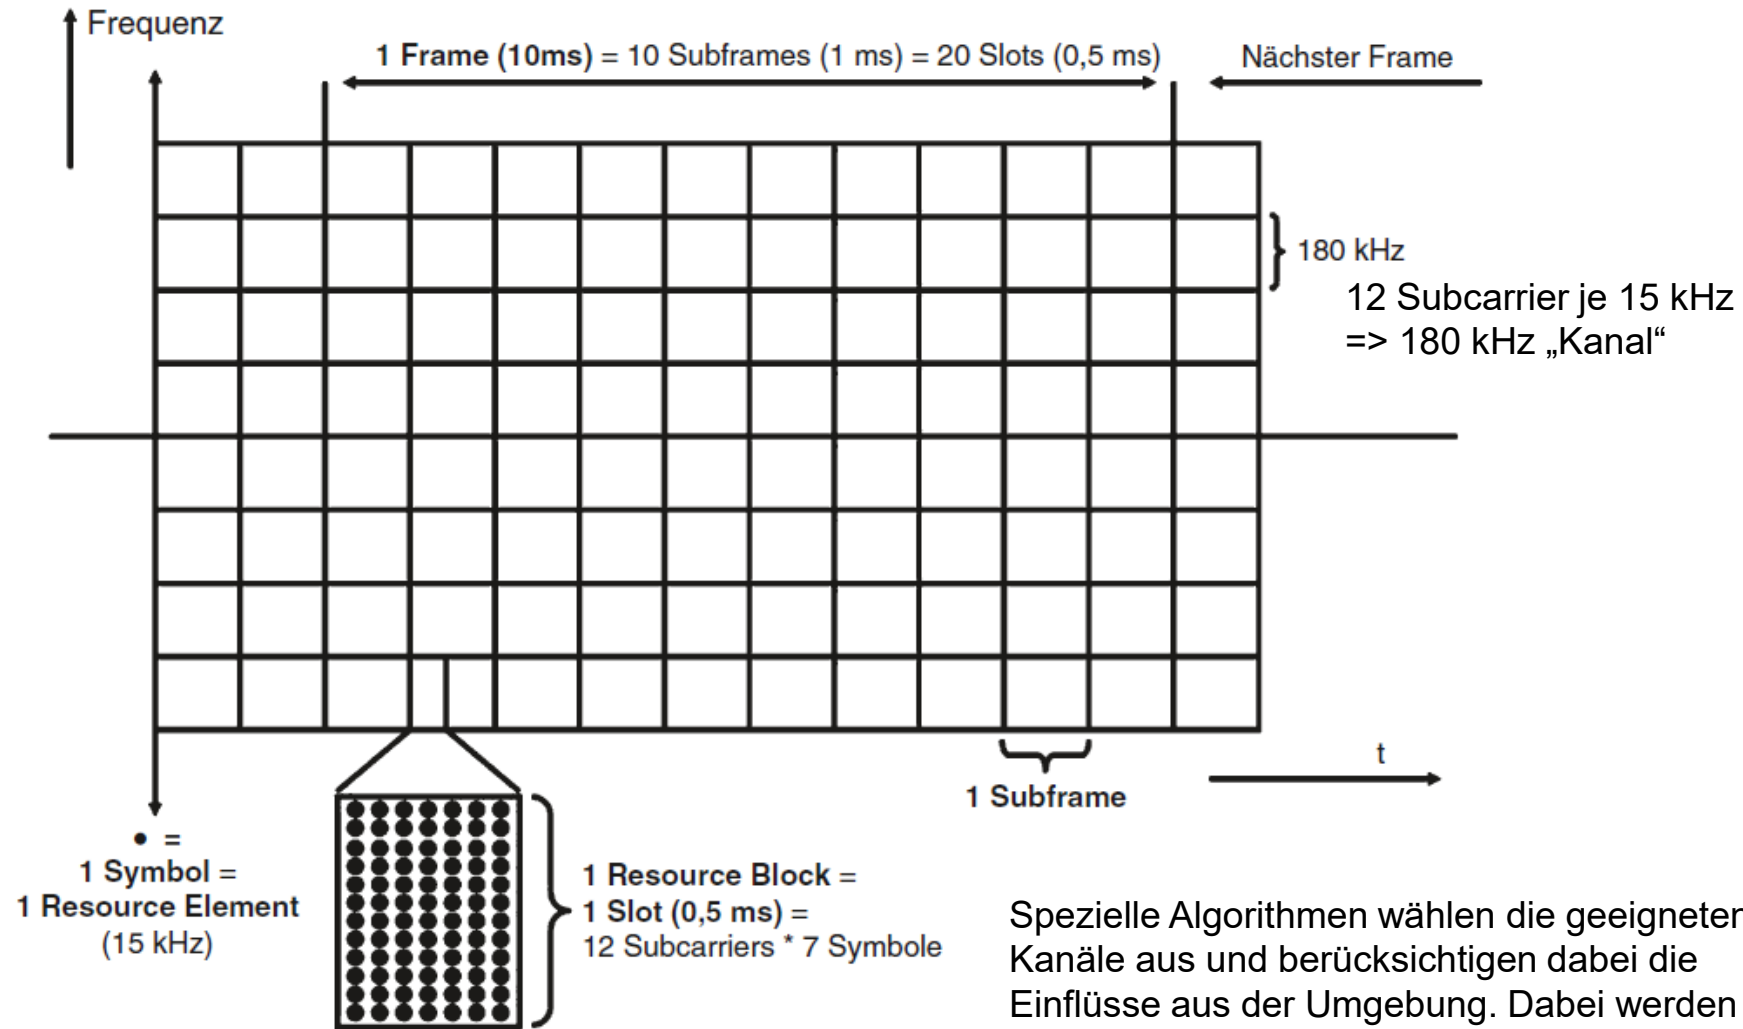 Frequenz
1 Frame (10ms) = 10 Subframes (1 ms) = 20 Slots (0,5 ms)
Nächster Frame
180 kHz
12 Subcarrier je 15 kHz
=> 180 kHz „Kanal“
t
1 Subframe
• =
1 Symbol =
1 Resource Element
(15 kHz)
1 Resource Block =
1 Slot (0,5 ms) =
12 Subcarriers * 7 Symbole
Spezielle Algorithmen wählen die geeigneten
Kanäle aus und berücksichtigen dabei die
Einflüsse aus der Umgebung. Dabei werden